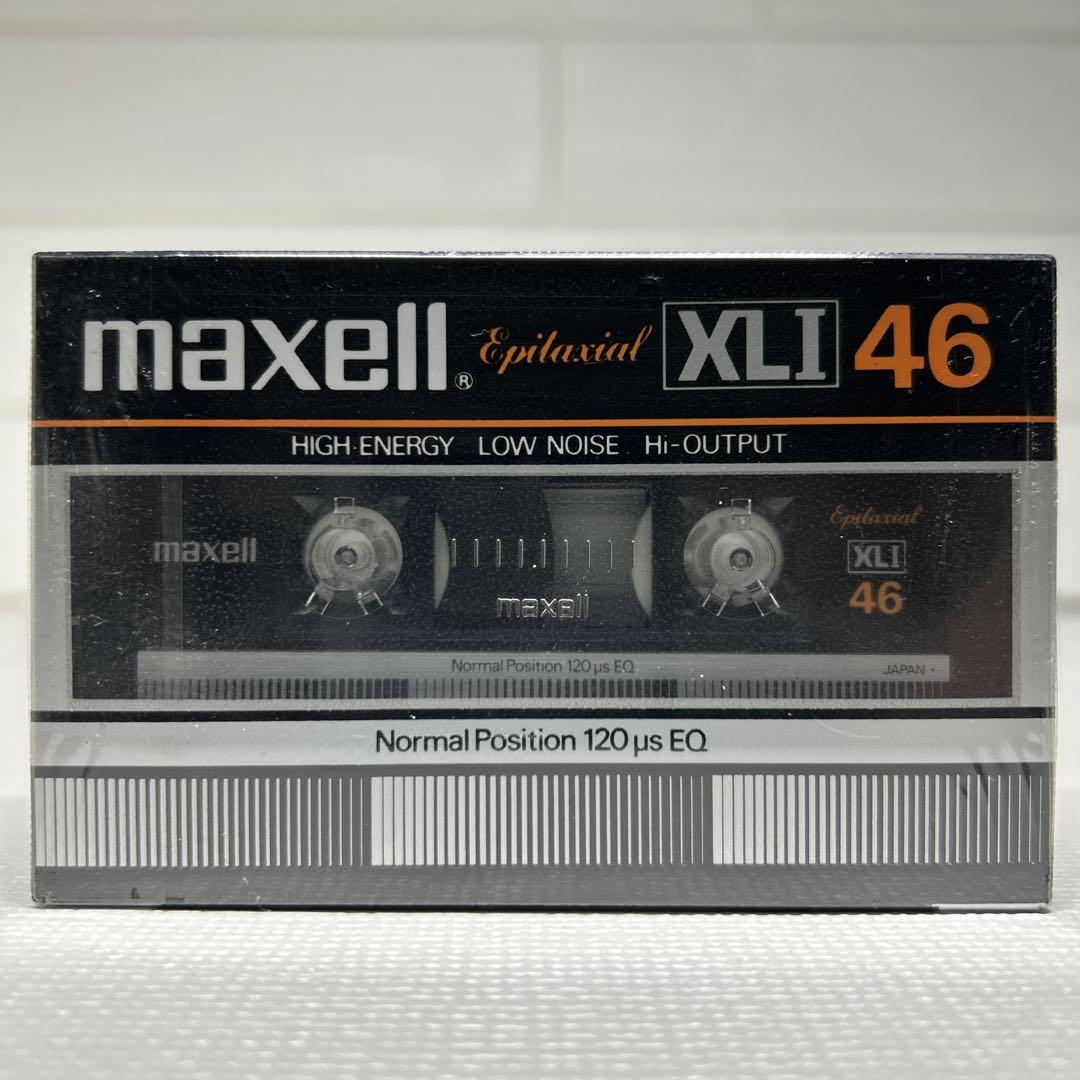 maxell® Epitaxial XLI 46
HIGH·ENERGY LOW NOISE Hi-OUTPUT
Epitaxial
maxell XLI
46
maxell
Normal Position 120 µs EQ JAPAN
Normal Position 120 µs EQ